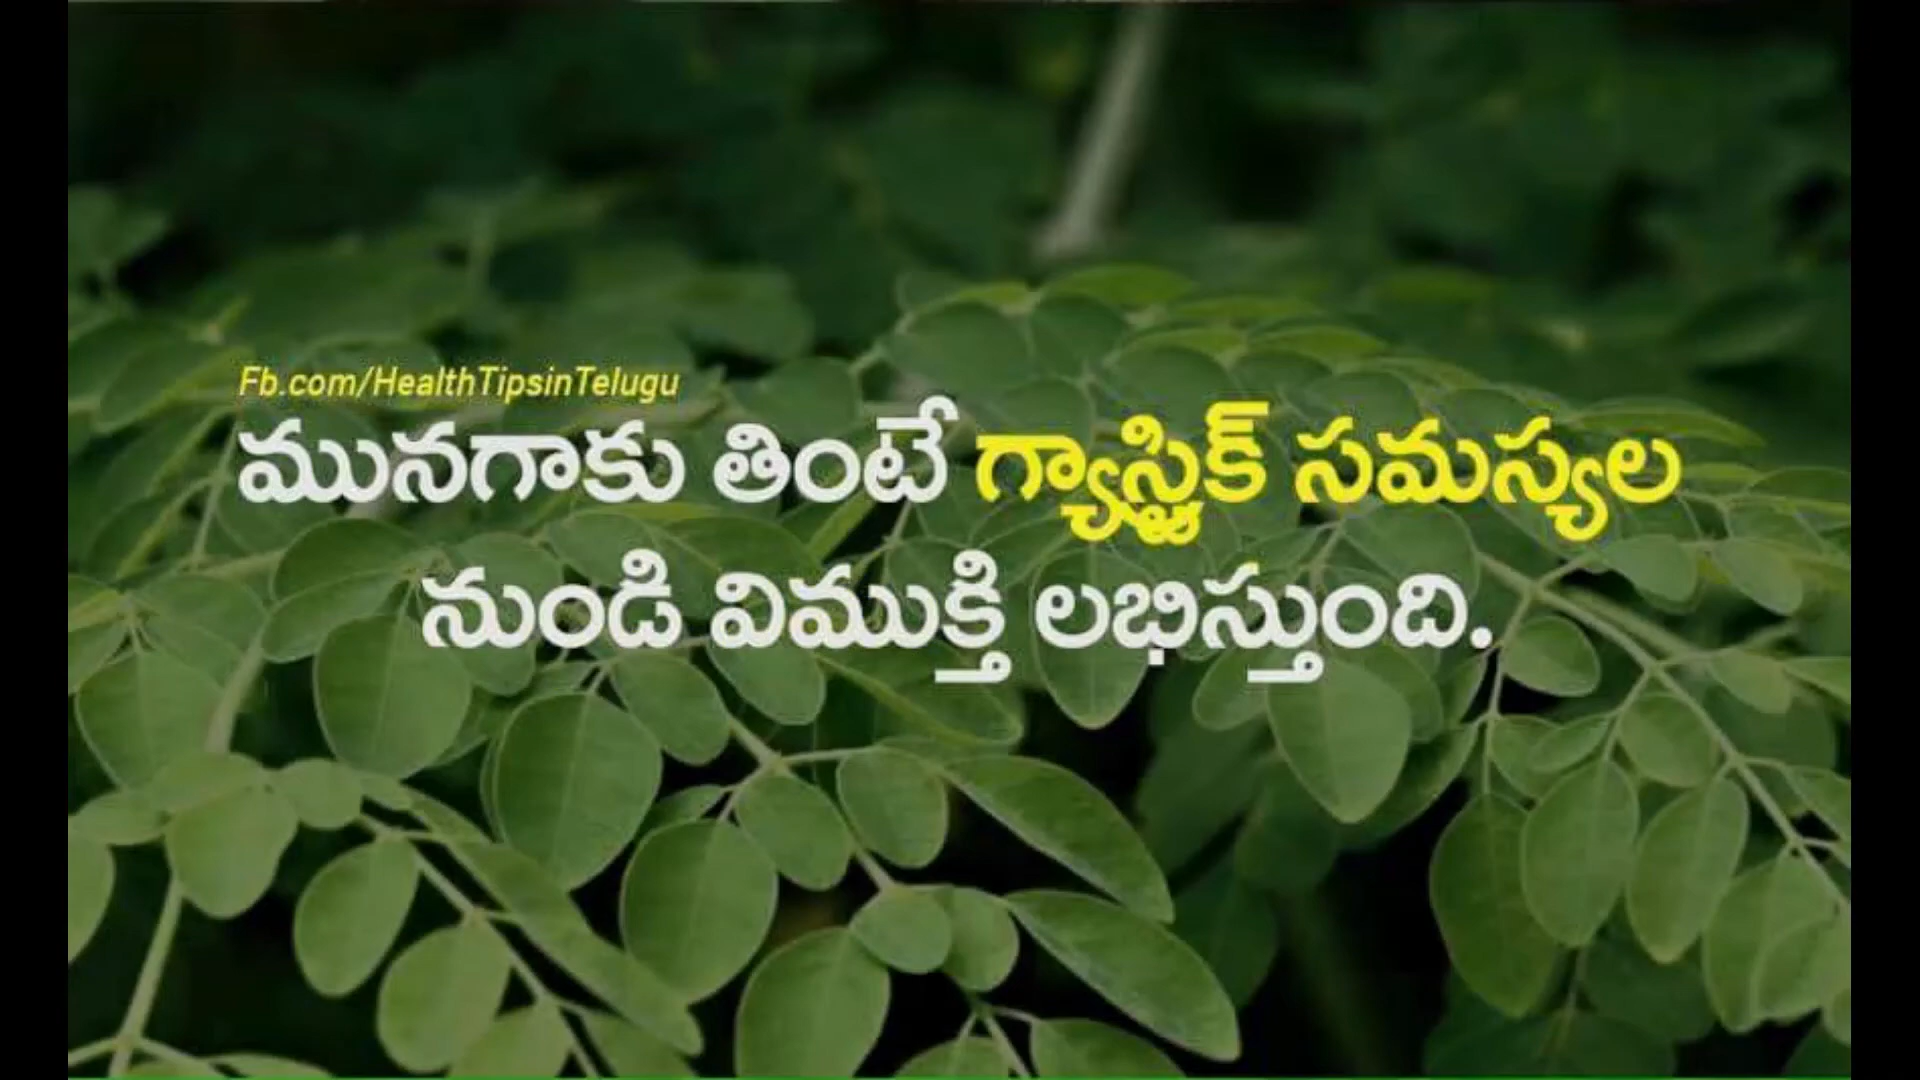 Fb.com/HealthTipsinTelugu
మునగాకు తింటే గ్యాస్ట్రిక్ సమస్యల
నుండి విముక్తి లభిస్తుంది.